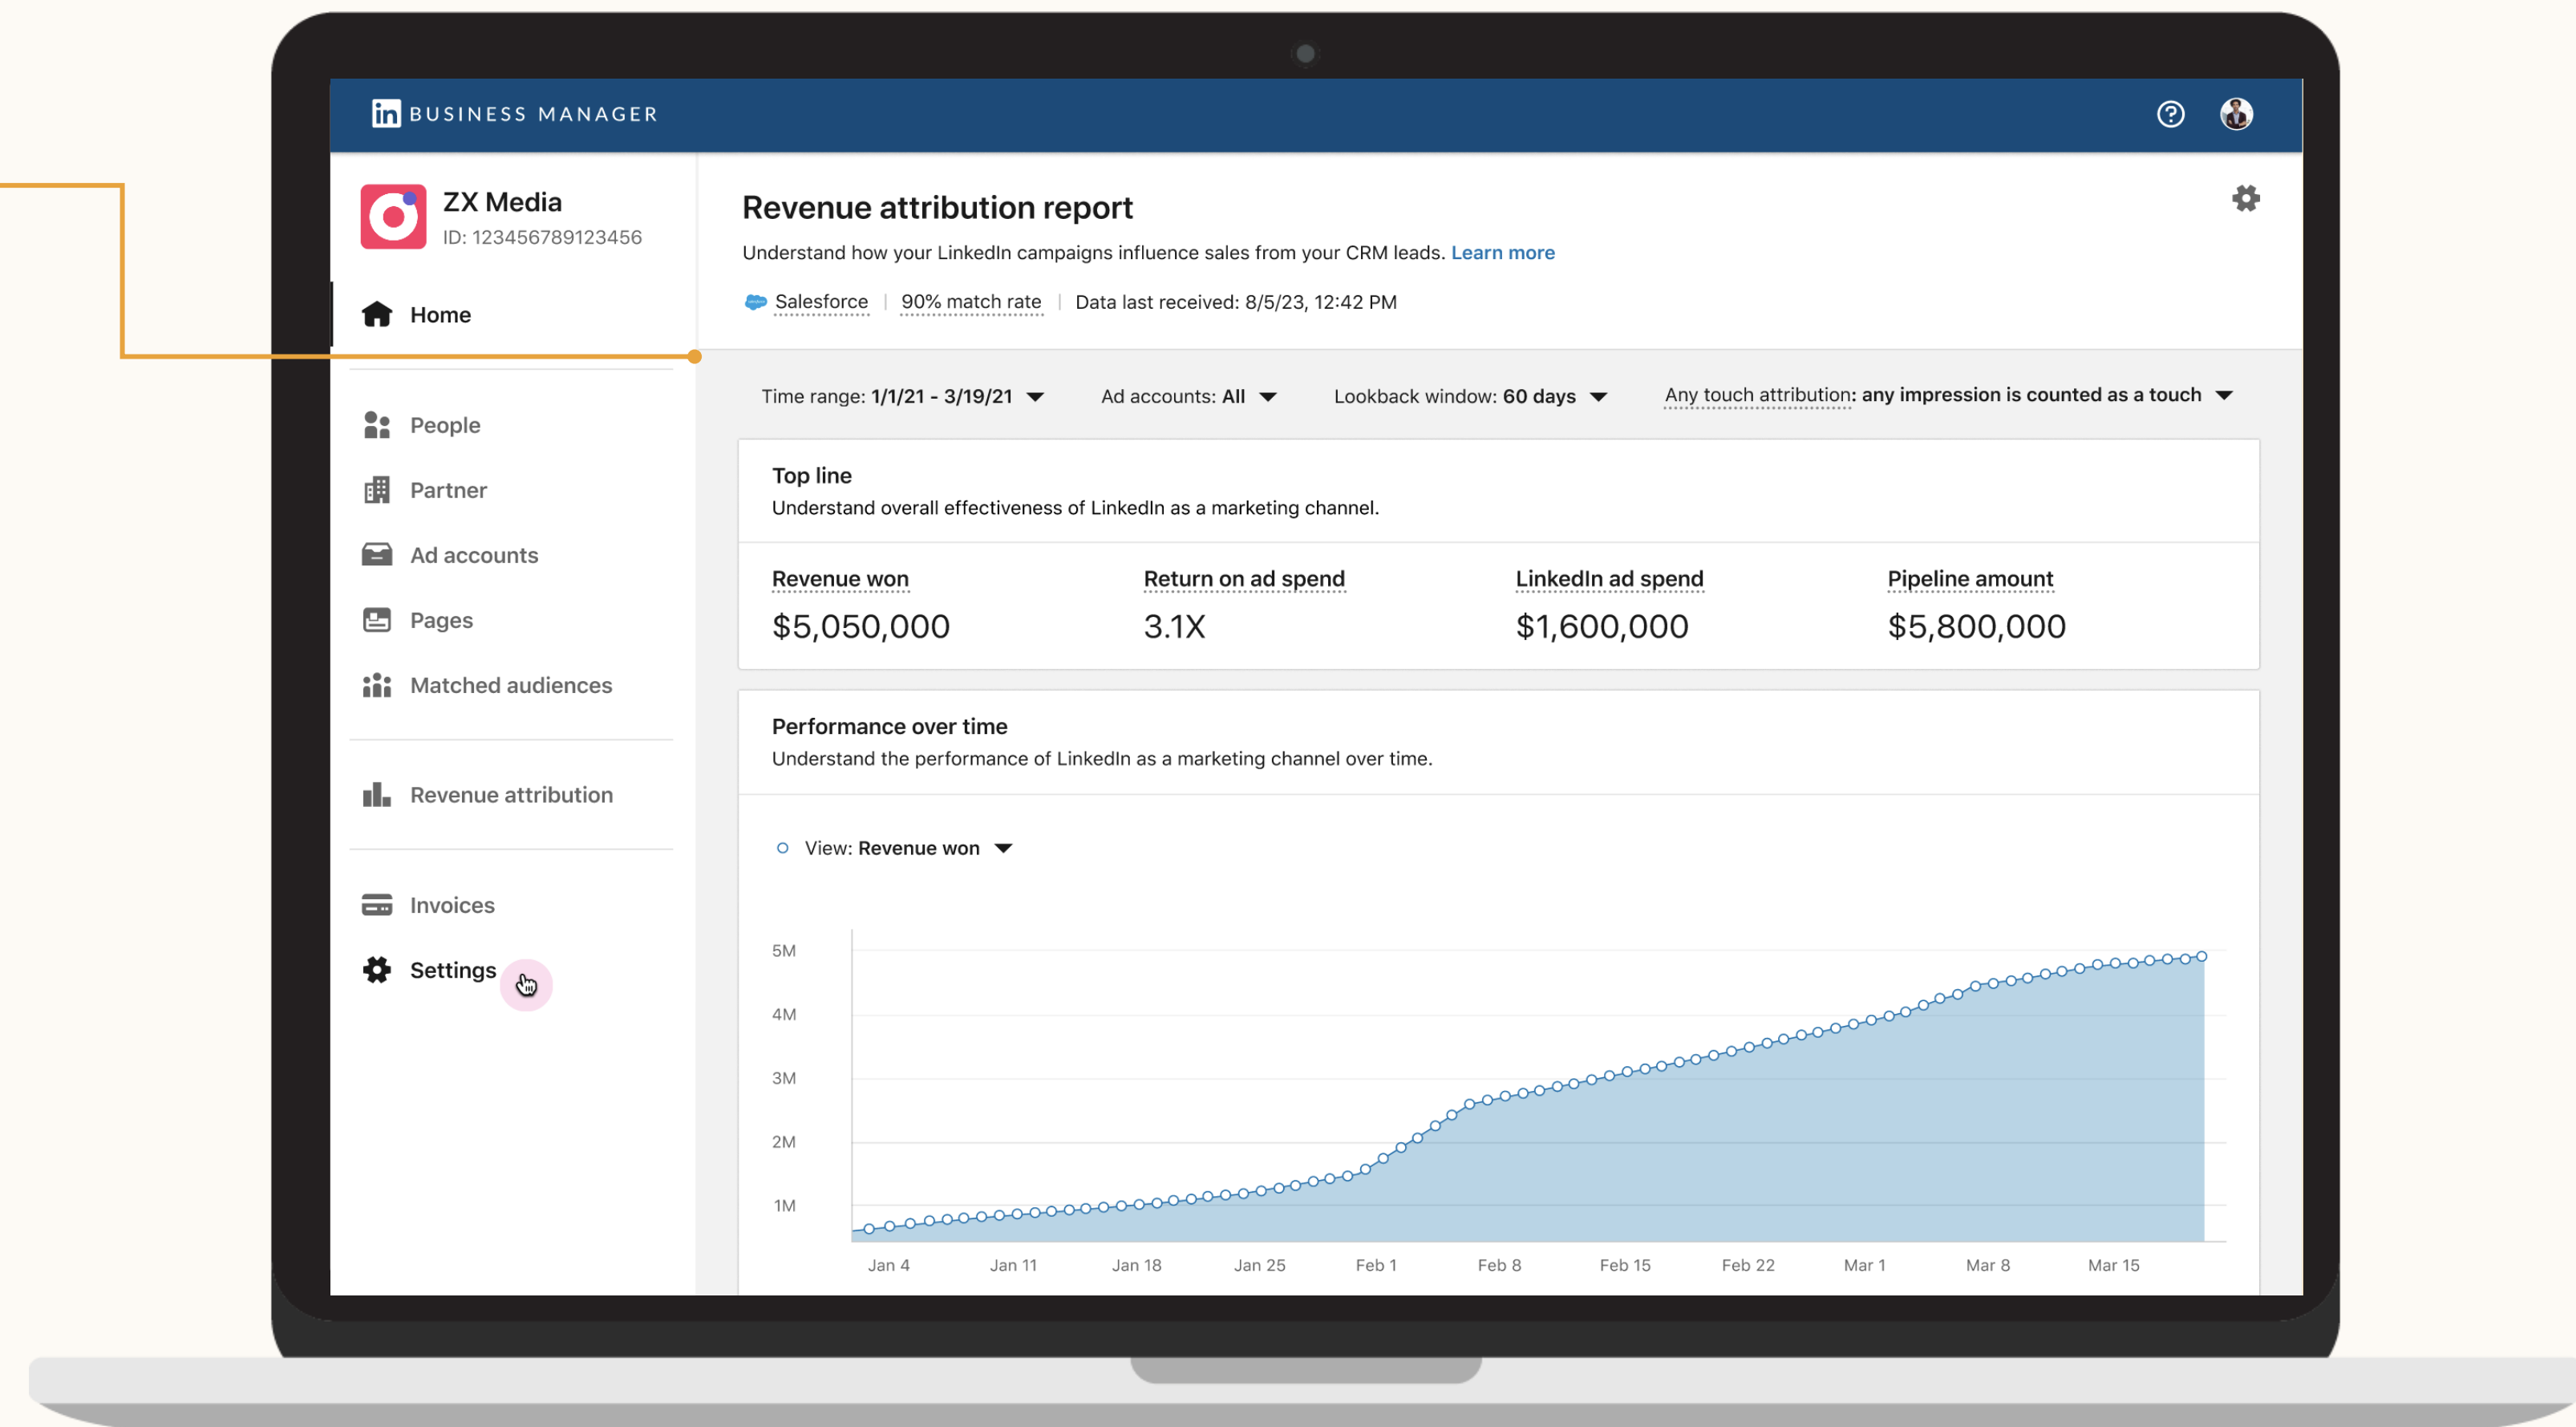 in BUSINESS MANAGER
ZX Media
ID: 123456789123456
Home
People
Partner
Ad accounts
Pages
Matched audiences
Revenue attribution
Invoices
Settings
Revenue attribution report
Understand how your LinkedIn campaigns influence sales from your CRM leads. Learn more
Salesforce | 90% match rate | Data last received: 8/5/23, 12:42 PM
Time range: 1/1/21 - 3/19/21 Ad accounts: All Lookback window: 60 days Any touch attribution: any impression is counted as a touch
Top line
Understand overall effectiveness of LinkedIn as a marketing channel.
Revenue won Return on ad spend LinkedIn ad spend Pipeline amount
$5,050,000 3.1X $1,600,000 $5,800,000
Performance over time
Understand the performance of LinkedIn as a marketing channel over time.
View: Revenue won
5M
4M
3M
2M
1M
Jan 4 Jan 11 Jan 18 Jan 25 Feb 1 Feb 8 Feb 15 Feb 22 Mar 1 Mar 8 Mar 15